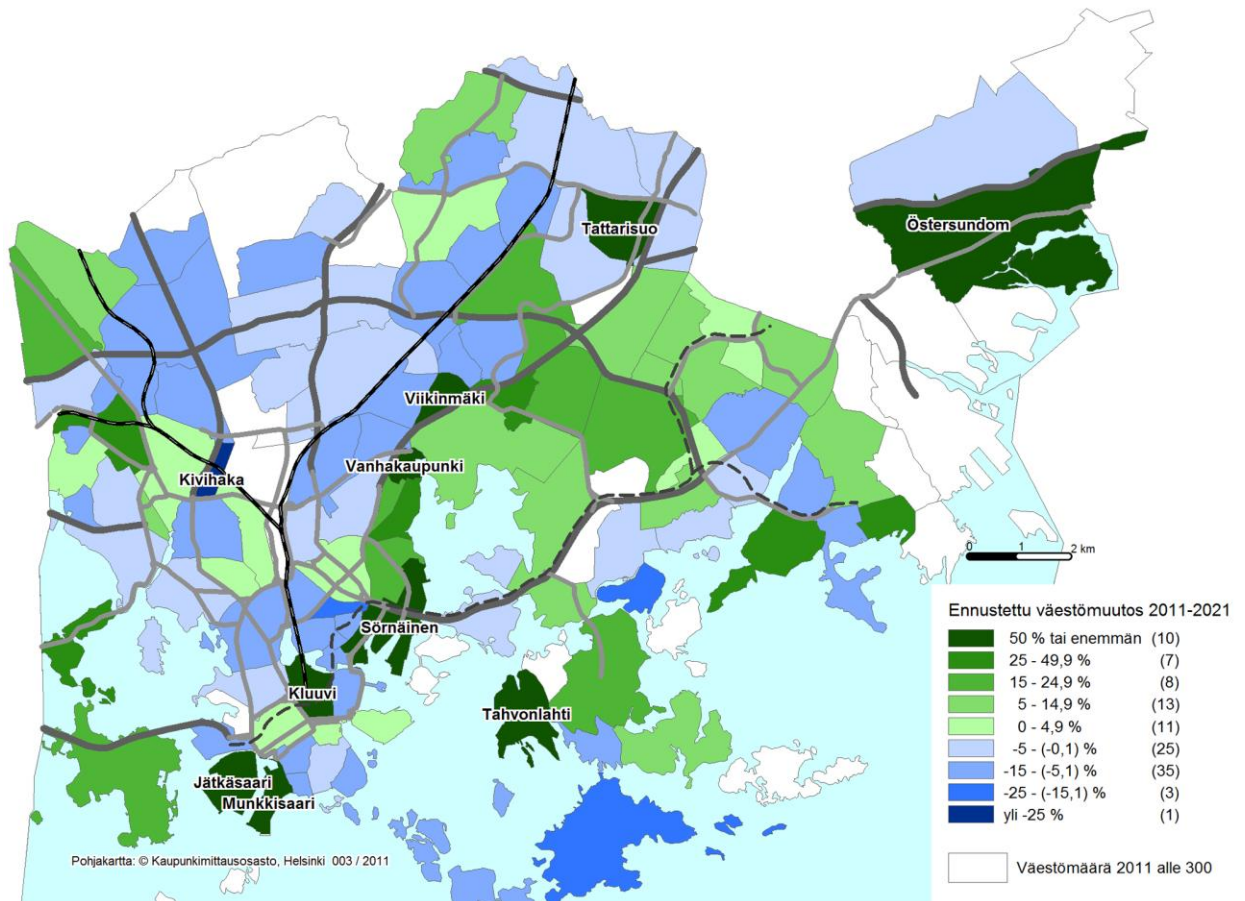 Tattarisuo
Östersundom
Viikinmäki
Vanhakaupunki
Kivihaka
Sörnäinen
Kluuvi
Tahvonlahti
Jätkäsaari
Munkkisaari
0 1 2 km
Ennustettu väestömuutos 2011-2021
50 % tai enemmän (10)
25 - 49,9 % (7)
15 - 24,9 % (8)
5 - 14,9 % (13)
0 - 4,9 % (11)
-5 - (-0,1) % (25)
-15 - (-5,1) % (35)
-25 - (-15,1) % (3)
yli -25 % (1)
Väestömäärä 2011 alle 300
Pohjakartta: © Kaupunkimittausosasto, Helsinki 003 / 2011